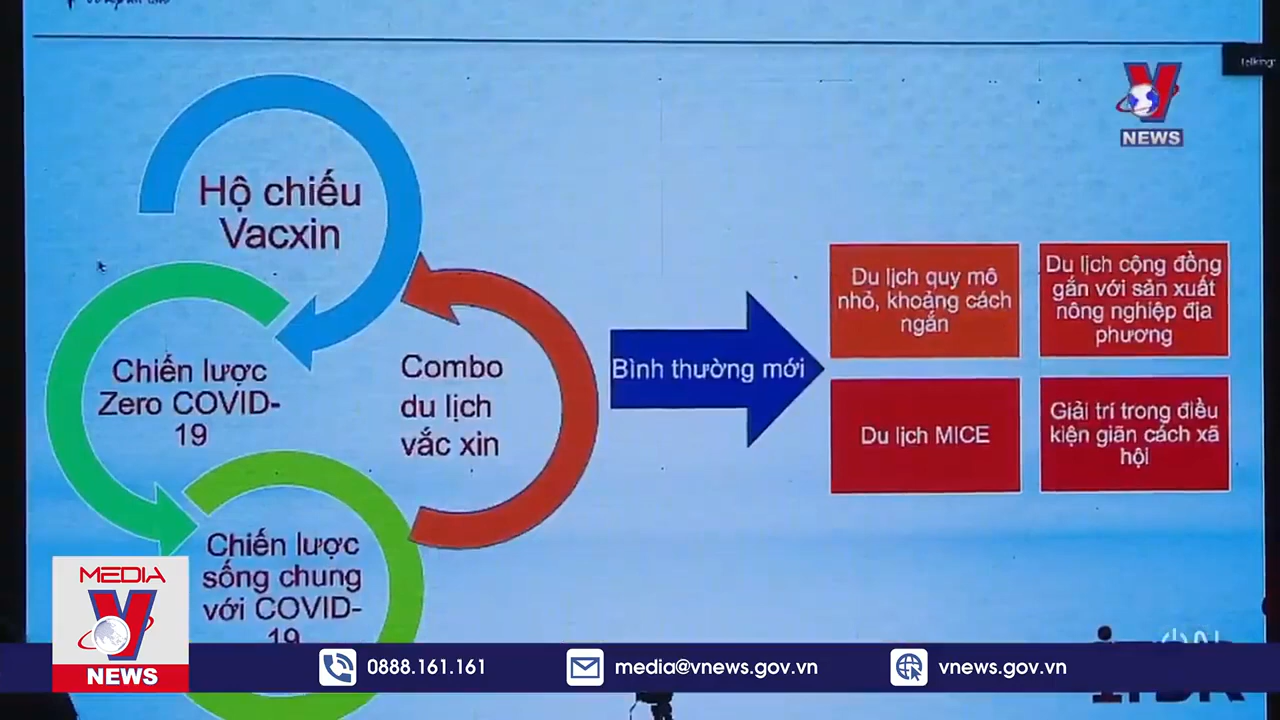 NEWS
Hộ chiếu
Vacxin
Chiến lược
Zero COVID-
19
Combo
du lịch
vắc xin
Chiến lược
sống chung
với COVID-
19
Bình thường mới
Du lịch quy mô
nhỏ, khoảng cách
ngắn
Du lịch cộng đồng
gắn với sản xuất
nông nghiệp địa
phương
Du lịch MICE
Giải trí trong điều
kiện giãn cách xã
hội
MEDIA
NEWS
0888.161.161
media@vnews.gov.vn
vnews.gov.vn